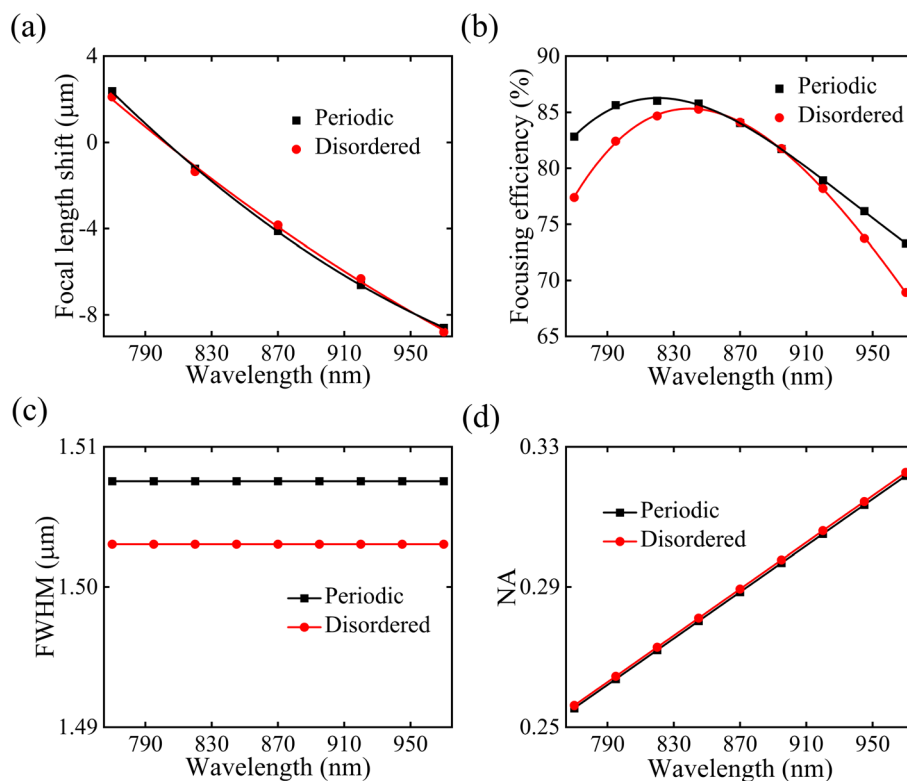 (a)
4
0
-4
-8
Focal length shift (μm)
Periodic
Disordered
790 830 870 910 950
Wavelength (nm)
(b)
90
85
80
75
70
65
Focusing efficiency (%)
Periodic
Disordered
790 830 870 910 950
Wavelength (nm)
(c)
1.51
1.50
1.49
FWHM (μm)
Periodic
Disordered
790 830 870 910 950
Wavelength (nm)
(d)
0.33
0.29
0.25
NA
Periodic
Disordered
790 830 870 910 950
Wavelength (nm)